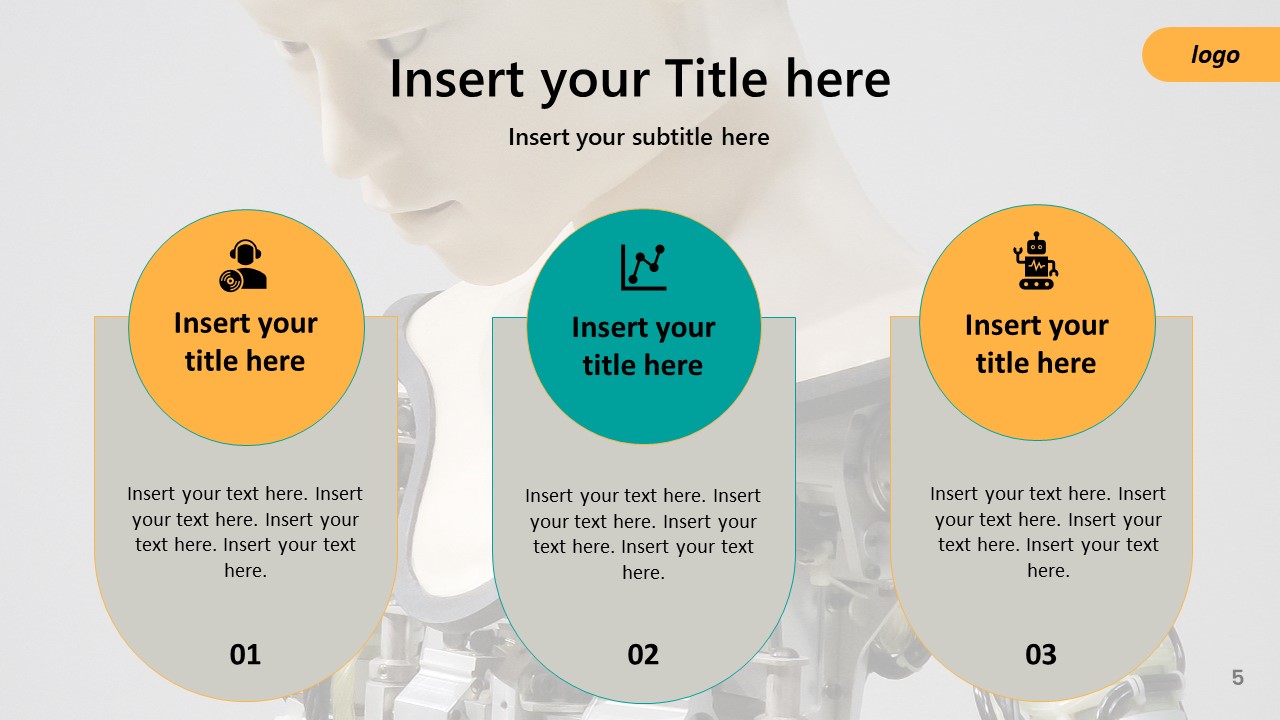 logo
Insert your Title here
Insert your subtitle here
Insert your
title here
Insert your text here. Insert
your text here. Insert your
text here. Insert your text
here.
01
Insert your
title here
Insert your text here. Insert
your text here. Insert your
text here. Insert your text
here.
02
Insert your
title here
Insert your text here. Insert
your text here. Insert your
text here. Insert your text
here.
03
5